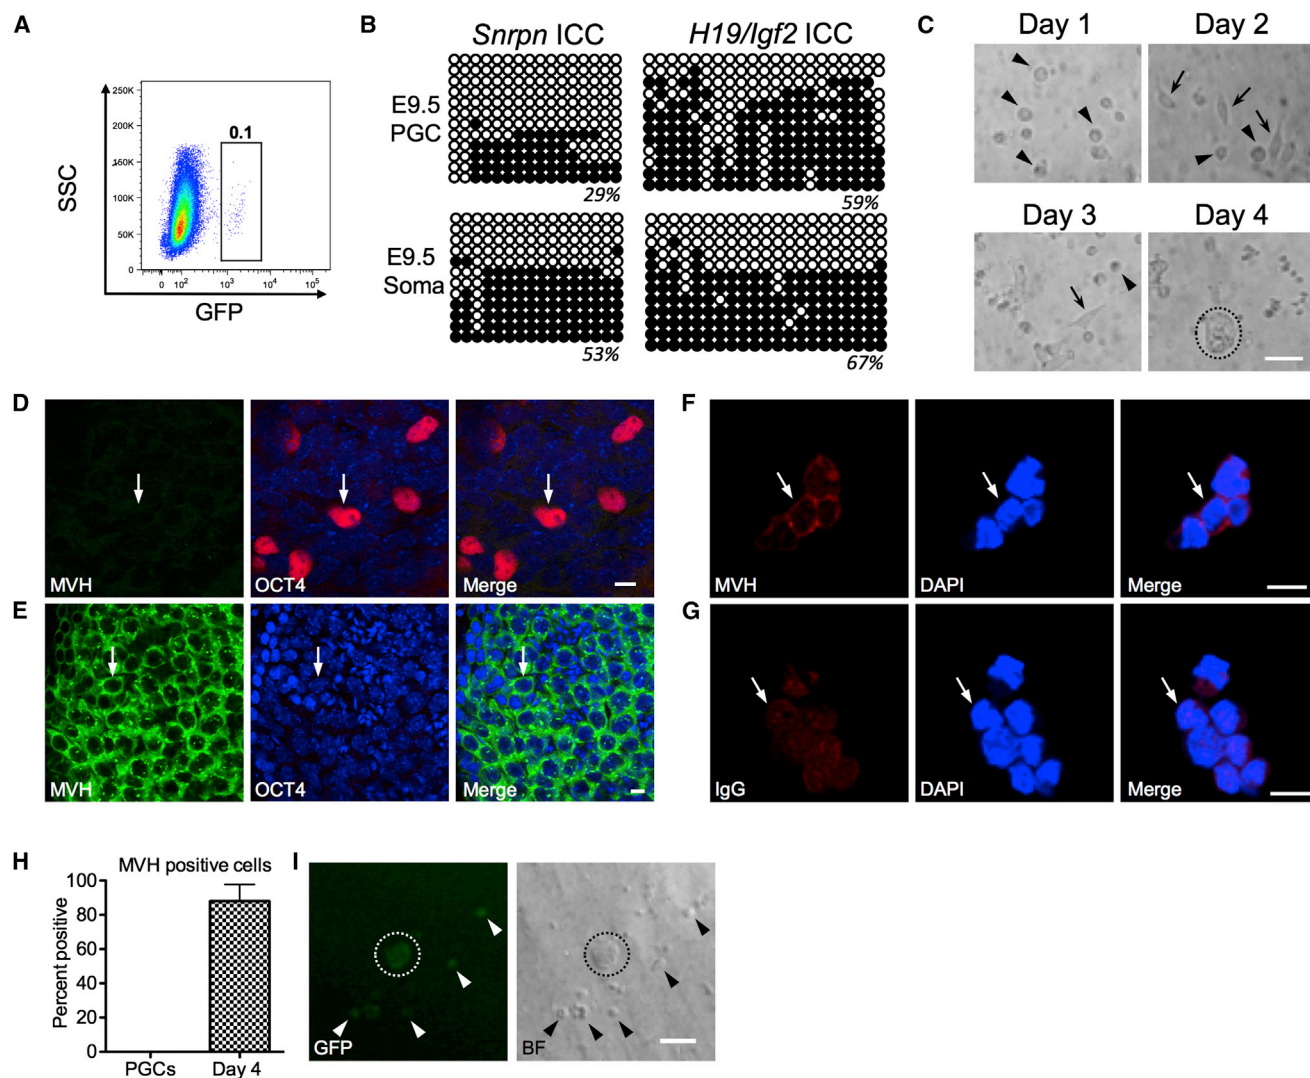 A
250K
200K
150K
100K
50K
0
0.1
0 10² 10³ 10⁴ 10⁵
SSC
GFP
B
Snrpn ICC
H19/Igf2 ICC
E9.5
PGC
29%
59%
E9.5
Soma
53%
67%
C
Day 1
Day 2
Day 3
Day 4
D
MVH
OCT4
Merge
E
MVH
OCT4
Merge
F
MVH
DAPI
Merge
G
IgG
DAPI
Merge
H
MVH positive cells
Percent positive
100
80
60
40
20
0
PGCs
Day 4
I
GFP
BF